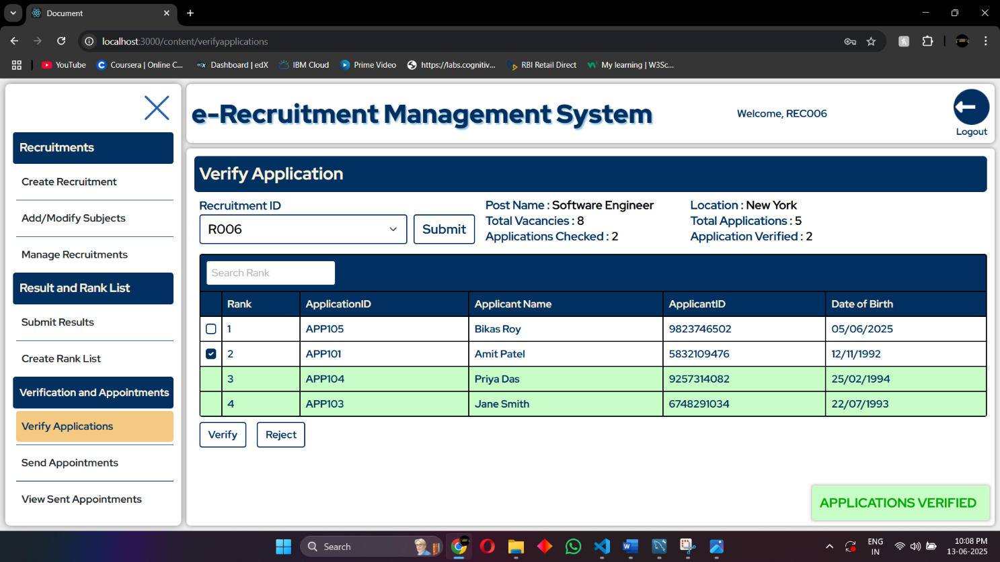 Document
localhost:3000/content/verifyapplications
YouTube
Coursera | Online C...
Dashboard | edX
IBM Cloud
Prime Video
https://labs.cognitiv...
RBI Retail Direct
My learning | W3Sc...
e-Recruitment Management System
Welcome, REC006
Logout
Recruitments
Create Recruitment
Add/Modify Subjects
Manage Recruitments
Result and Rank List
Submit Results
Create Rank List
Verification and Appointments
Verify Applications
Send Appointments
View Sent Appointments
Verify Application
Recruitment ID
R006
Submit
Post Name : Software Engineer
Total Vacancies : 8
Applications Checked : 2
Location : New York
Total Applications : 5
Application Verified : 2
Search Rank
Rank ApplicationID Applicant Name ApplicantID Date of Birth
1 APP105 Bikas Roy 9823746502 05/06/2025
2 APP101 Amit Patel 5832109476 12/11/1992
3 APP104 Priya Das 9257314082 25/02/1994
4 APP103 Jane Smith 6748291034 22/07/1993
Verify
Reject
APPLICATIONS VERIFIED
Search
ENG
IN
10:08 PM
13-06-2025